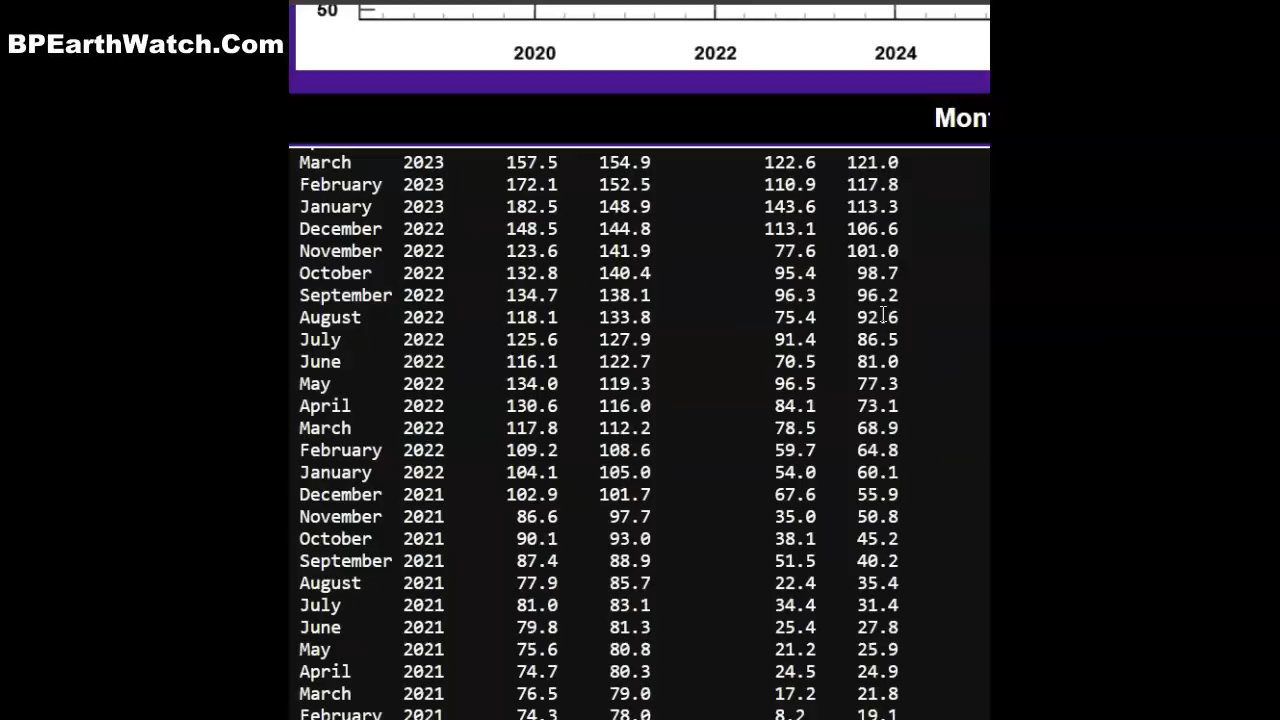 50
BPEarthWatch.Com
2020 2022 2024
Mon
March 2023 157.5 154.9 122.6 121.0
February 2023 172.1 152.5 110.9 117.8
January 2023 182.5 148.9 143.6 113.3
December 2022 148.5 144.8 113.1 106.6
November 2022 123.6 141.9 77.6 101.0
October 2022 132.8 140.4 95.4 98.7
September 2022 134.7 138.1 96.3 96.2
August 2022 118.1 133.8 75.4 92.6
July 2022 125.6 127.9 91.4 86.5
June 2022 116.1 122.7 70.5 81.0
May 2022 134.0 119.3 96.5 77.3
April 2022 130.6 116.0 84.1 73.1
March 2022 117.8 112.2 78.5 68.9
February 2022 109.2 108.6 59.7 64.8
January 2022 104.1 105.0 54.0 60.1
December 2021 102.9 101.7 67.6 55.9
November 2021 86.6 97.7 35.0 50.8
October 2021 90.1 93.0 38.1 45.2
September 2021 87.4 88.9 51.5 40.2
August 2021 77.9 85.7 22.4 35.4
July 2021 81.0 83.1 34.4 31.4
June 2021 79.8 81.3 25.4 27.8
May 2021 75.6 80.8 21.2 25.9
April 2021 74.7 80.3 24.5 24.9
March 2021 76.5 79.0 17.2 21.8
February 2021 74.3 78.0 8.2 19.1